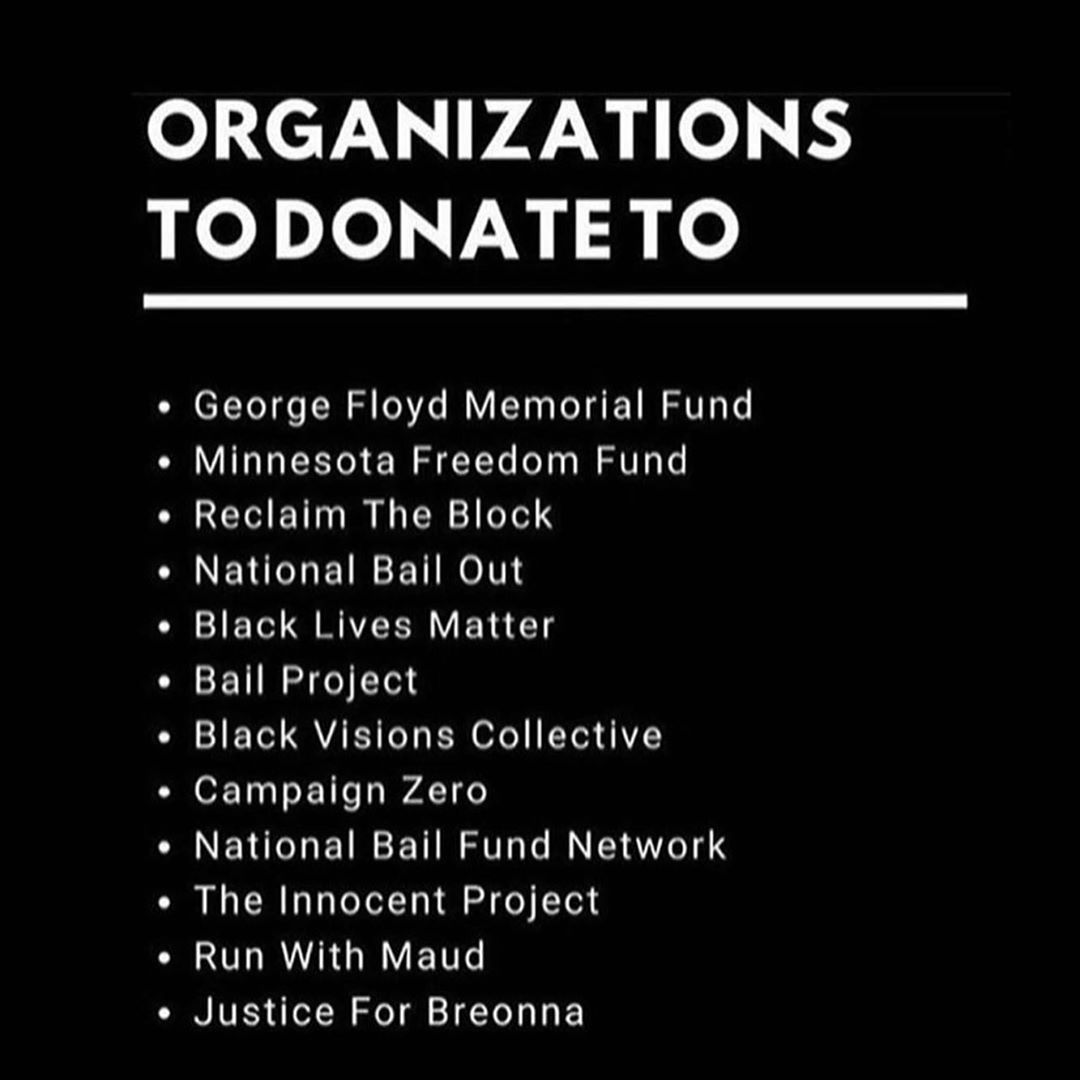 ORGANIZATIONS
TO DONATE TO
• George Floyd Memorial Fund
• Minnesota Freedom Fund
• Reclaim The Block
• National Bail Out
• Black Lives Matter
• Bail Project
• Black Visions Collective
• Campaign Zero
• National Bail Fund Network
• The Innocent Project
• Run With Maud
• Justice For Breonna